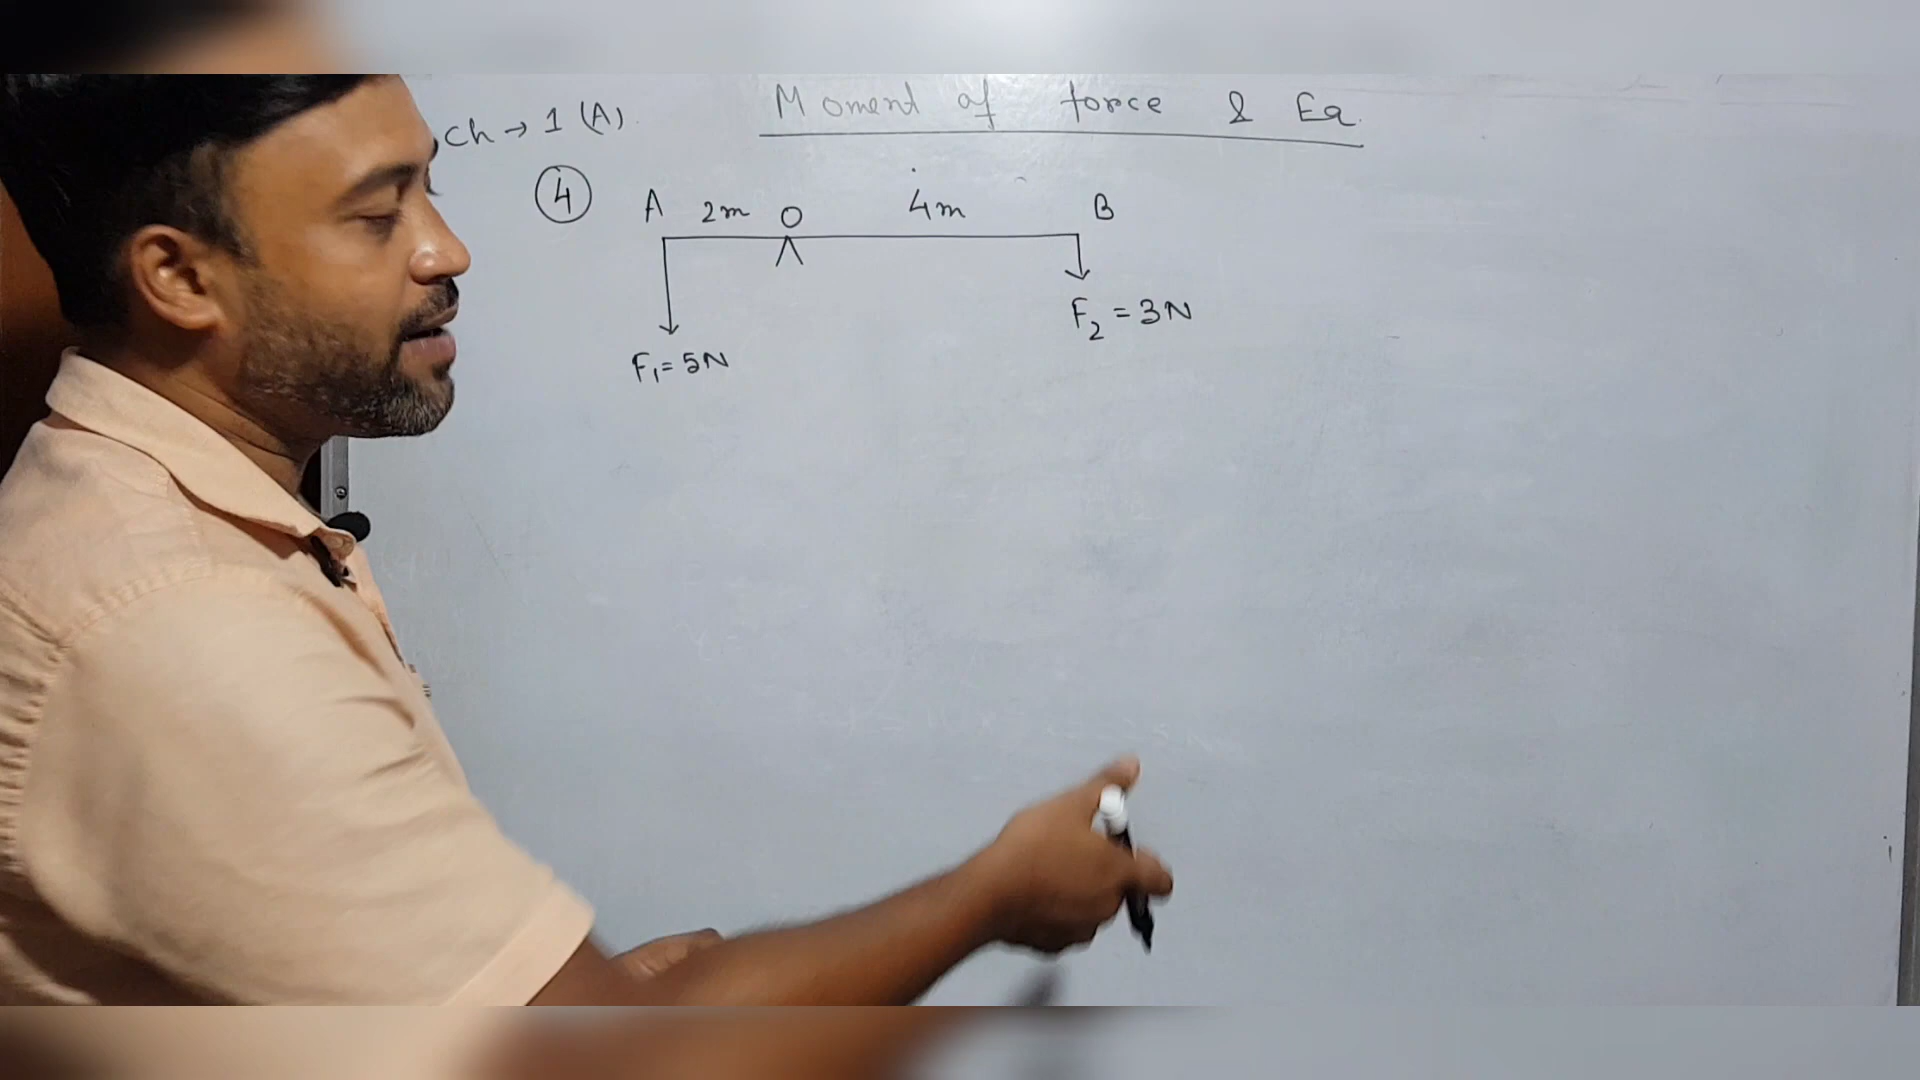 Ch → 1 (A)
Moment of force & Eq.
④ A 2m O 4m B
F₂ = 3N
F₁ = 5N